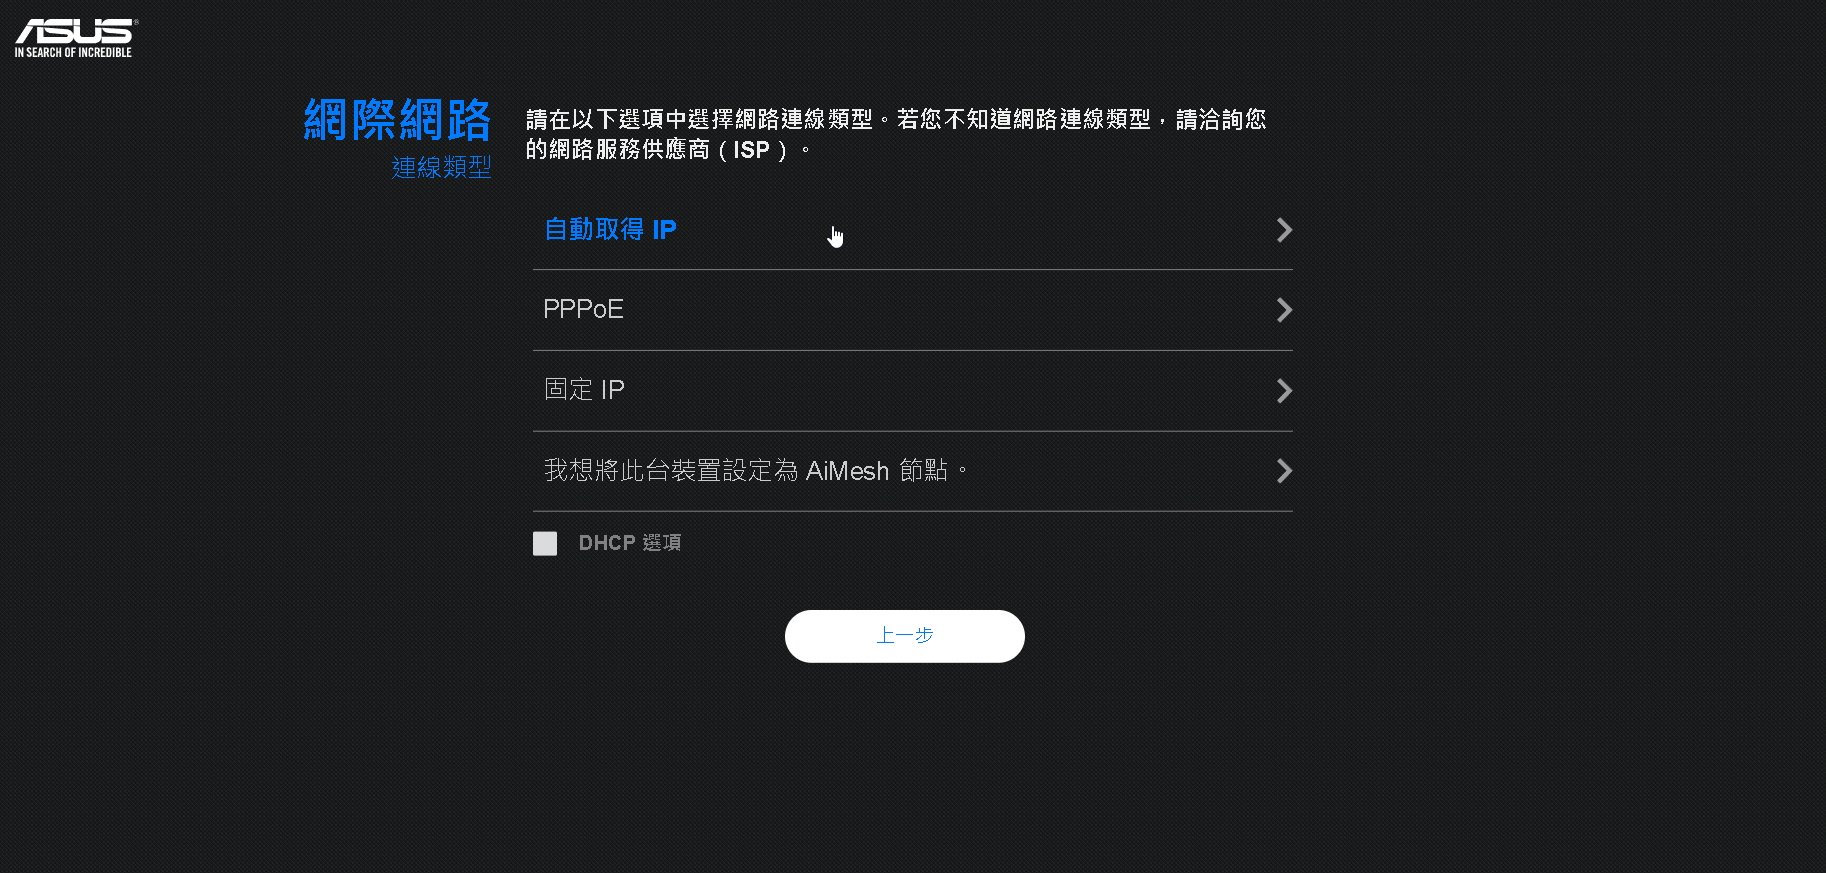 ASUS
IN SEARCH OF INCREDIBLE
網際網路
連線類型
請在以下選項中選擇網路連線類型。若您不知道網路連線類型，請洽詢您
的網路服務供應商（ISP）。
自動取得 IP
PPPoE
固定 IP
我想將此台裝置設定為 AiMesh 節點。
DHCP 選項
上一步